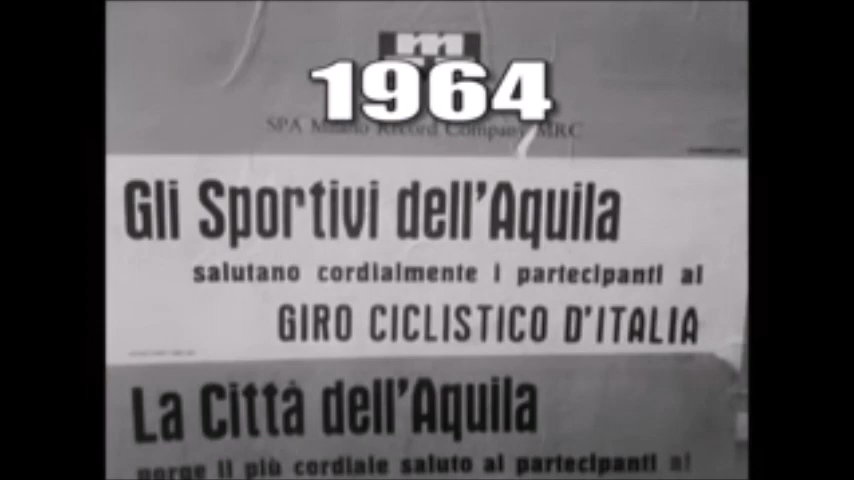 m
1964
SPA Milano Record Company MRC
Gli Sportivi dell'Aquila
salutano cordialmente i partecipanti al
GIRO CICLISTICO D'ITALIA
La Città dell'Aquila
porge il più cordiale saluto ai partecipanti al